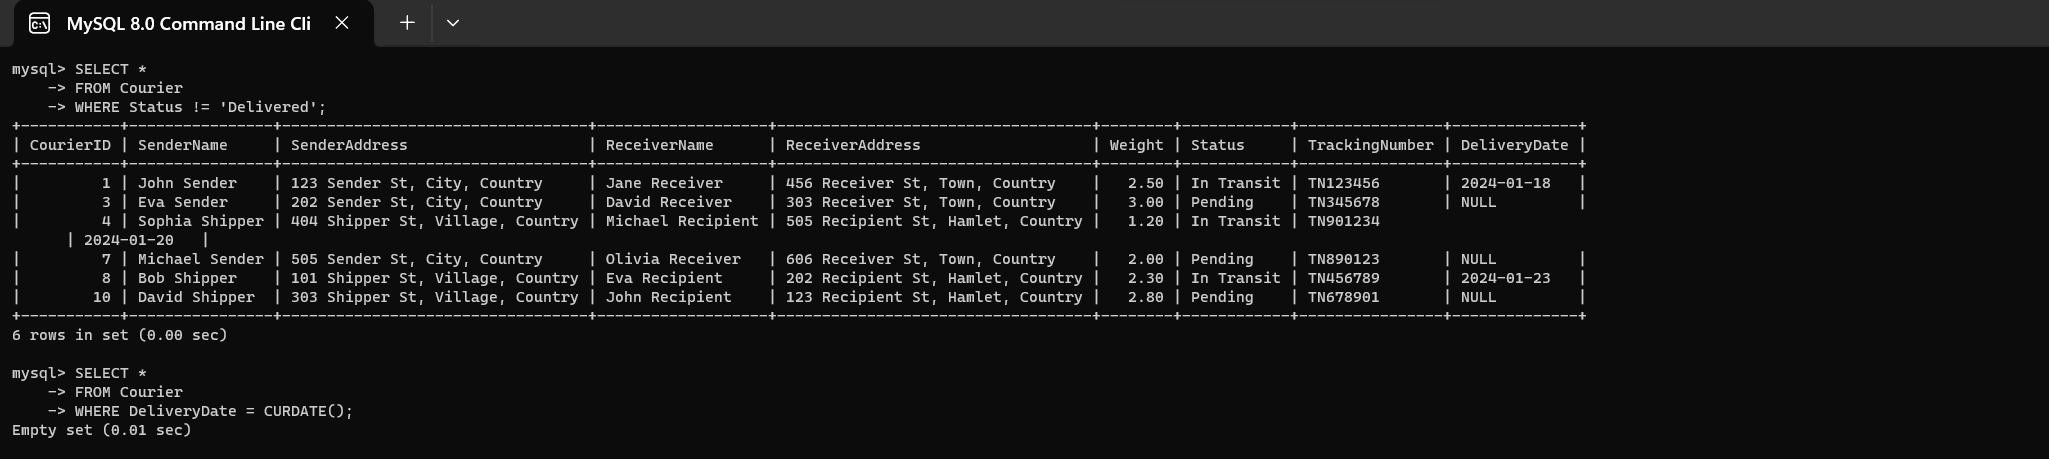 MySQL 8.0 Command Line Cli
mysql> SELECT *
    -> FROM Courier
    -> WHERE Status != 'Delivered';
+-----------+----------------+----------------------------------+-------------------+-----------------------------------+--------+------------+----------------+--------------+
| CourierID | SenderName     | SenderAddress                    | ReceiverName      | ReceiverAddress                   | Weight | Status     | TrackingNumber | DeliveryDate |
+-----------+----------------+----------------------------------+-------------------+-----------------------------------+--------+------------+----------------+--------------+
|         1 | John Sender    | 123 Sender St, City, Country     | Jane Receiver     | 456 Receiver St, Town, Country    |   2.50 | In Transit | TN123456       | 2024-01-18   |
|         3 | Eva Sender     | 202 Sender St, City, Country     | David Receiver    | 303 Receiver St, Town, Country    |   3.00 | Pending    | TN345678       | NULL         |
|         4 | Sophia Shipper | 404 Shipper St, Village, Country | Michael Recipient | 505 Recipient St, Hamlet, Country |   1.20 | In Transit | TN901234
      | 2024-01-20   |
|         7 | Michael Sender | 505 Sender St, City, Country     | Olivia Receiver   | 606 Receiver St, Town, Country    |   2.00 | Pending    | TN890123       | NULL         |
|         8 | Bob Shipper    | 101 Shipper St, Village, Country | Eva Recipient     | 202 Recipient St, Hamlet, Country |   2.30 | In Transit | TN456789       | 2024-01-23   |
|        10 | David Shipper  | 303 Shipper St, Village, Country | John Recipient    | 123 Recipient St, Hamlet, Country |   2.80 | Pending    | TN678901       | NULL         |
+-----------+----------------+----------------------------------+-------------------+-----------------------------------+--------+------------+----------------+--------------+
6 rows in set (0.00 sec)
mysql> SELECT *
    -> FROM Courier
    -> WHERE DeliveryDate = CURDATE();
Empty set (0.01 sec)